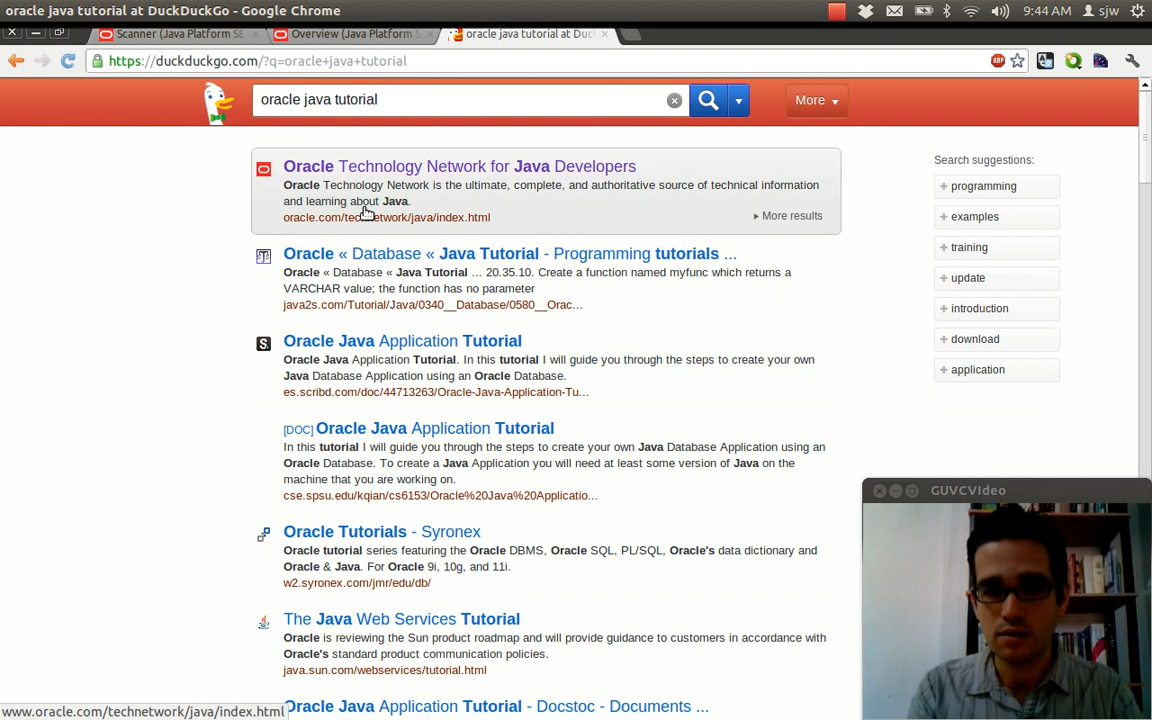 oracle java tutorial at DuckDuckGo - Google Chrome
9:44 AM sjw
Scanner (Java Platform SE
Overview (Java Platform S
oracle java tutorial at Duc
https://duckduckgo.com/?q=oracle+java+tutorial
ABP
oracle java tutorial
More
Oracle Technology Network for Java Developers
Oracle Technology Network is the ultimate, complete, and authoritative source of technical information
and learning about Java.
oracle.com/technetwork/java/index.html
More results
Oracle « Database « Java Tutorial - Programming tutorials ...
Oracle « Database « Java Tutorial ... 20.35.10. Create a function named myfunc which returns a
VARCHAR value; the function has no parameter
java2s.com/Tutorial/Java/0340__Database/0580__Orac...
Oracle Java Application Tutorial
Oracle Java Application Tutorial. In this tutorial I will guide you through the steps to create your own
Java Database Application using an Oracle Database.
es.scribd.com/doc/44713263/Oracle-Java-Application-Tu...
[DOC] Oracle Java Application Tutorial
In this tutorial I will guide you through the steps to create your own Java Database Application using an
Oracle Database. To create a Java Application you will need at least some version of Java on the
machine that you are working on.
cse.spsu.edu/kqian/cs6153/Oracle%20Java%20Applicatio...
Oracle Tutorials - Syronex
Oracle tutorial series featuring the Oracle DBMS, Oracle SQL, PL/SQL, Oracle's data dictionary and
Oracle & Java. For Oracle 9i, 10g, and 11i.
w2.syronex.com/jmr/edu/db/
The Java Web Services Tutorial
Oracle is reviewing the Sun product roadmap and will provide guidance to customers in accordance with
Oracle's standard product communication policies.
java.sun.com/webservices/tutorial.html
Oracle Java Application Tutorial - Docstoc - Documents ...
Search suggestions:
+ programming
+ examples
+ training
+ update
+ introduction
+ download
+ application
GUVCVIdeo
www.oracle.com/technetwork/java/index.html